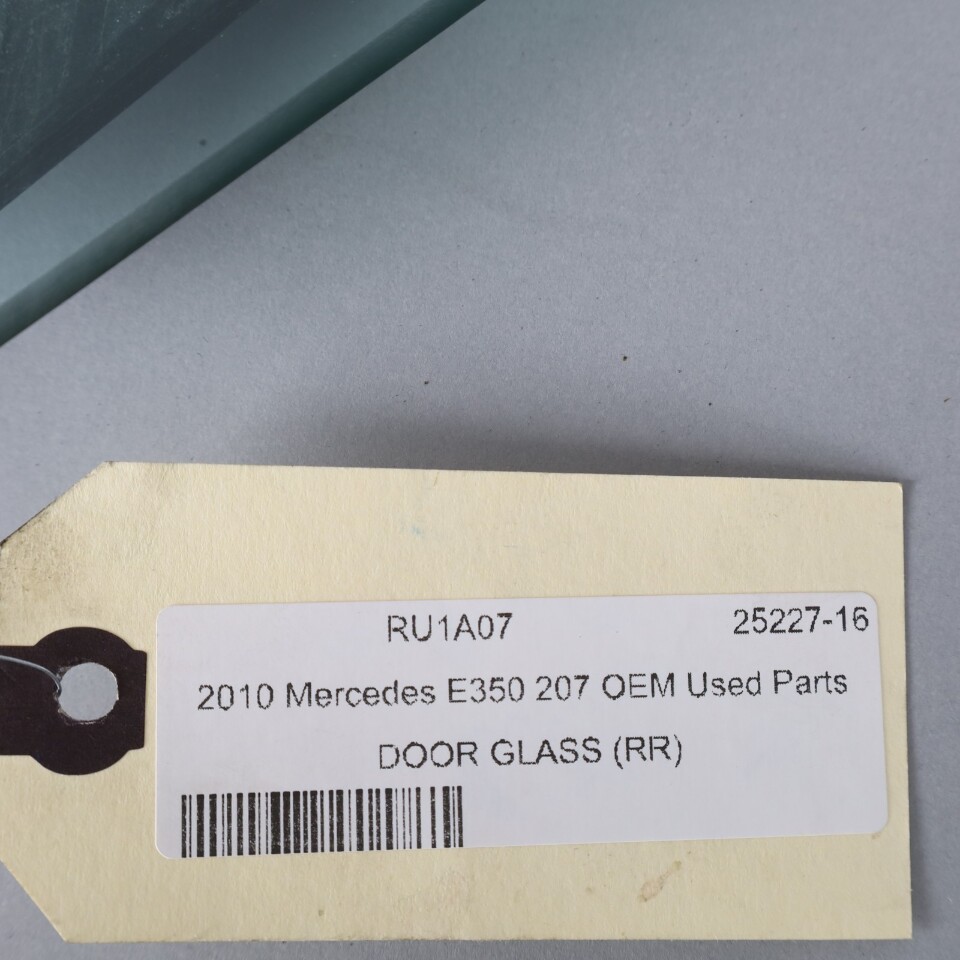 RU1A07 25227-16
2010 Mercedes E350 207 OEM Used Parts
DOOR GLASS (RR)